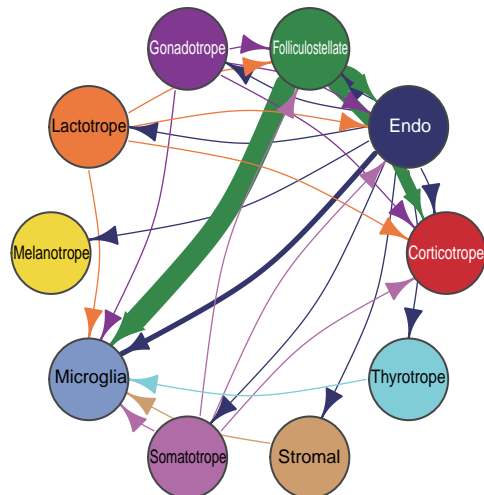 Gonadotrope
Folliculostellate
Lactotrope
Endo
Melanotrope
Corticotrope
Microglia
Thyrotrope
Somatotrope
Stromal